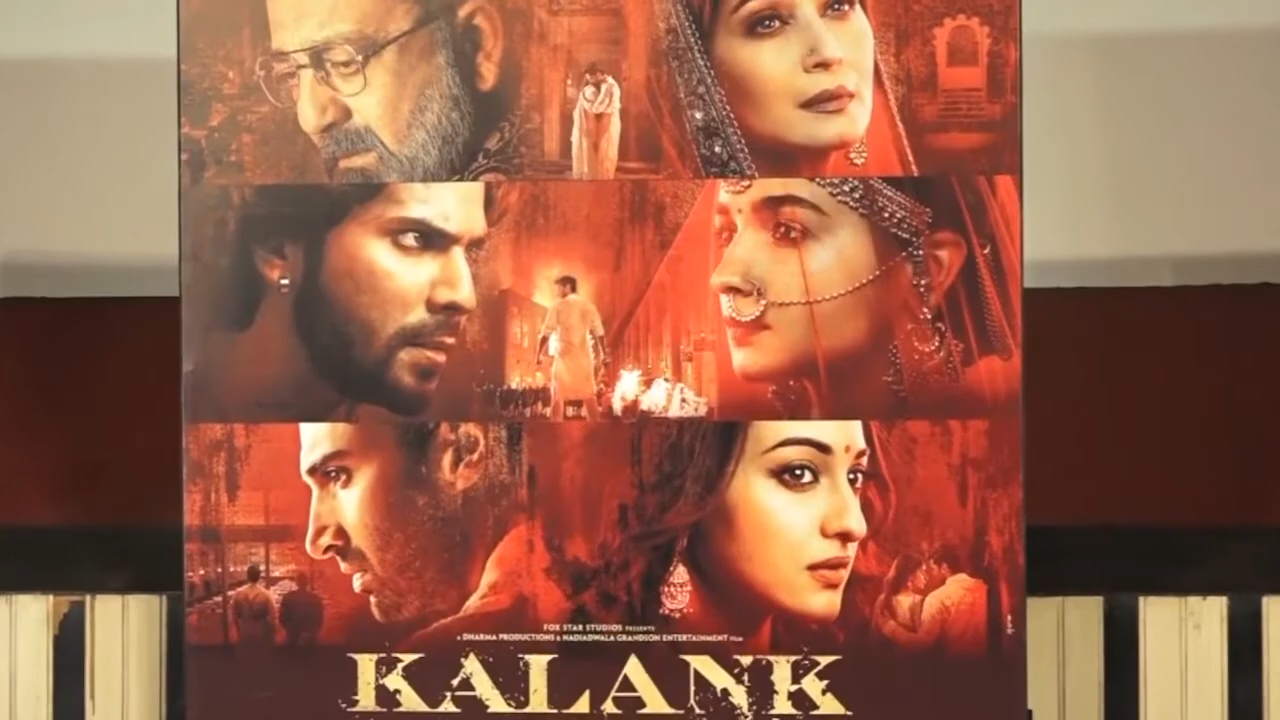 FOX STAR STUDIOS PRESENTS
A DHARMA PRODUCTIONS & NADIADWALA GRANDSON ENTERTAINMENT FILM
KALANK